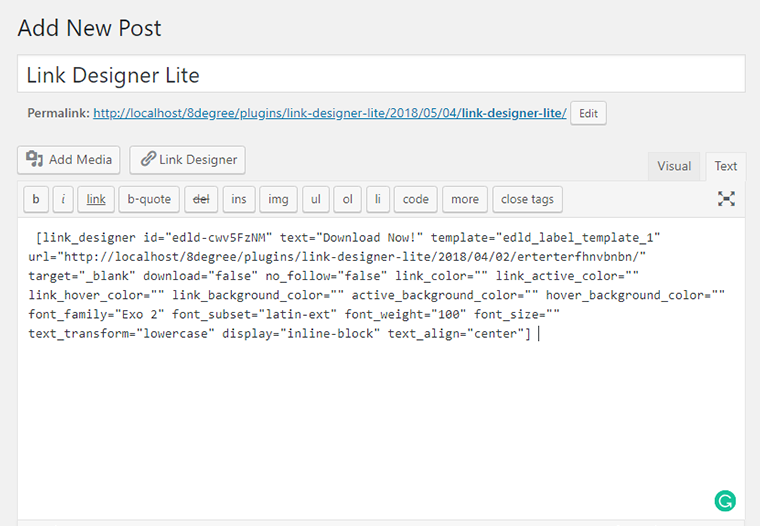 Add New Post
Link Designer Lite
Permalink: http://localhost/8degree/plugins/link-designer-lite/2018/05/04/link-designer-lite/ Edit
Add Media Link Designer Visual Text
b i link b-quote del ins img ul ol li code more close tags
[link_designer id="edld-cwv5FzNM" text="Download Now!" template="edld_label_template_1"
url="http://localhost/8degree/plugins/link-designer-lite/2018/04/02/erterterfhnvbnbn/"
target="_blank" download="false" no_follow="false" link_color="" link_active_color=""
link_hover_color="" link_background_color="" active_background_color="" hover_background_color=""
font_family="Exo 2" font_subset="latin-ext" font_weight="100" font_size=""
text_transform="lowercase" display="inline-block" text_align="center"]